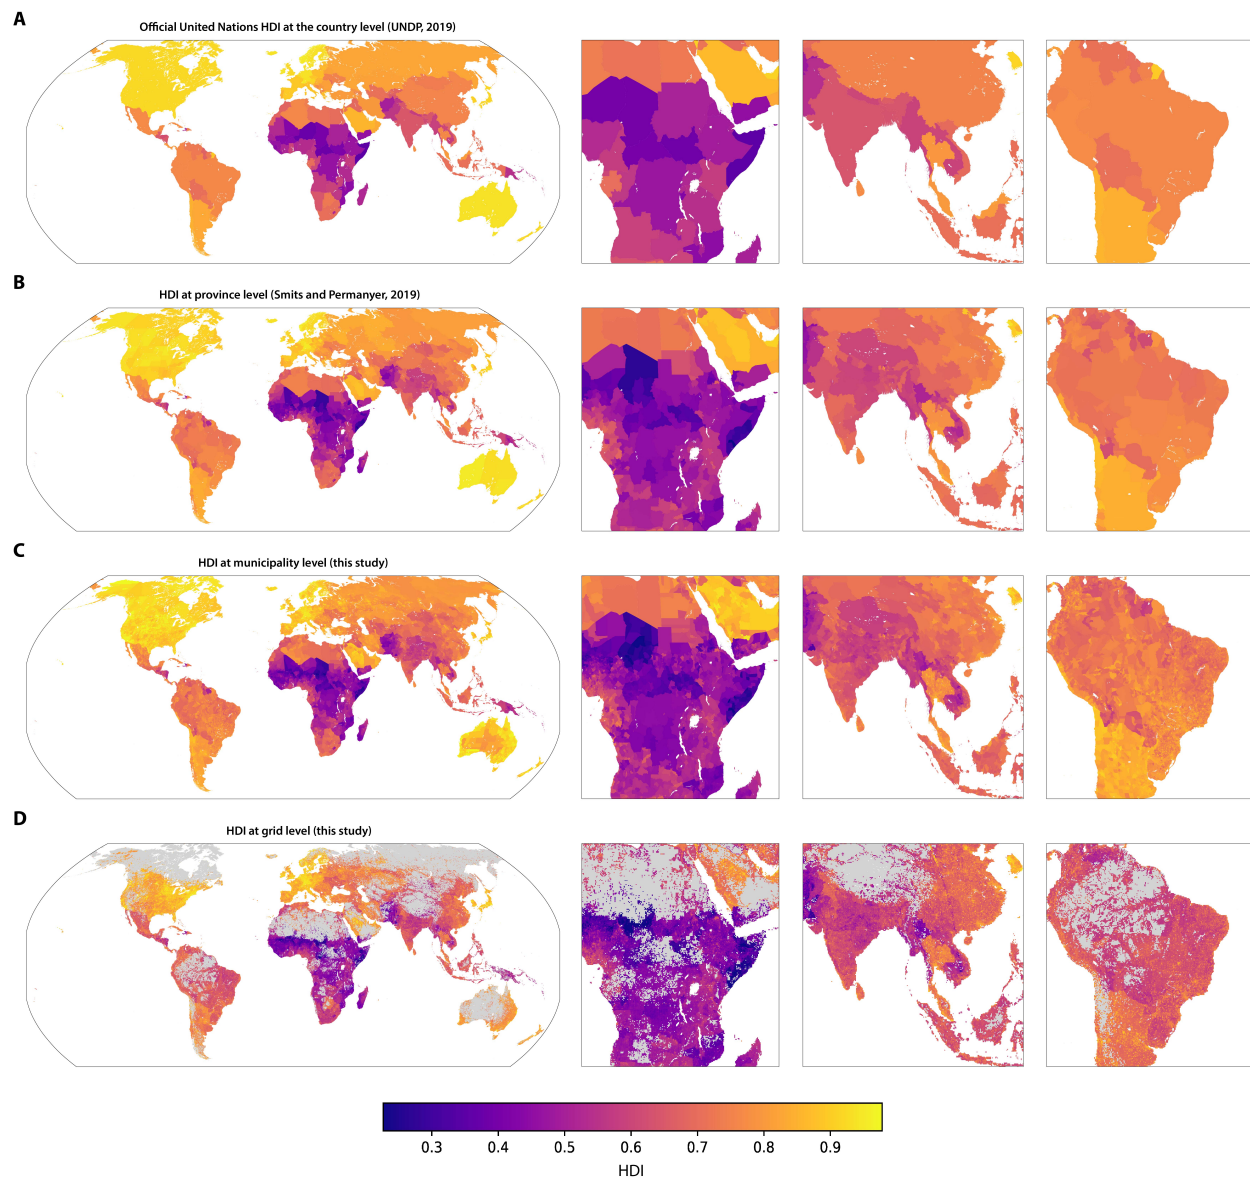 A
Official United Nations HDI at the country level (UNDP, 2019)
B
HDI at province level (Smits and Permanyer, 2019)
C
HDI at municipality level (this study)
D
HDI at grid level (this study)
0.3 0.4 0.5 0.6 0.7 0.8 0.9
HDI